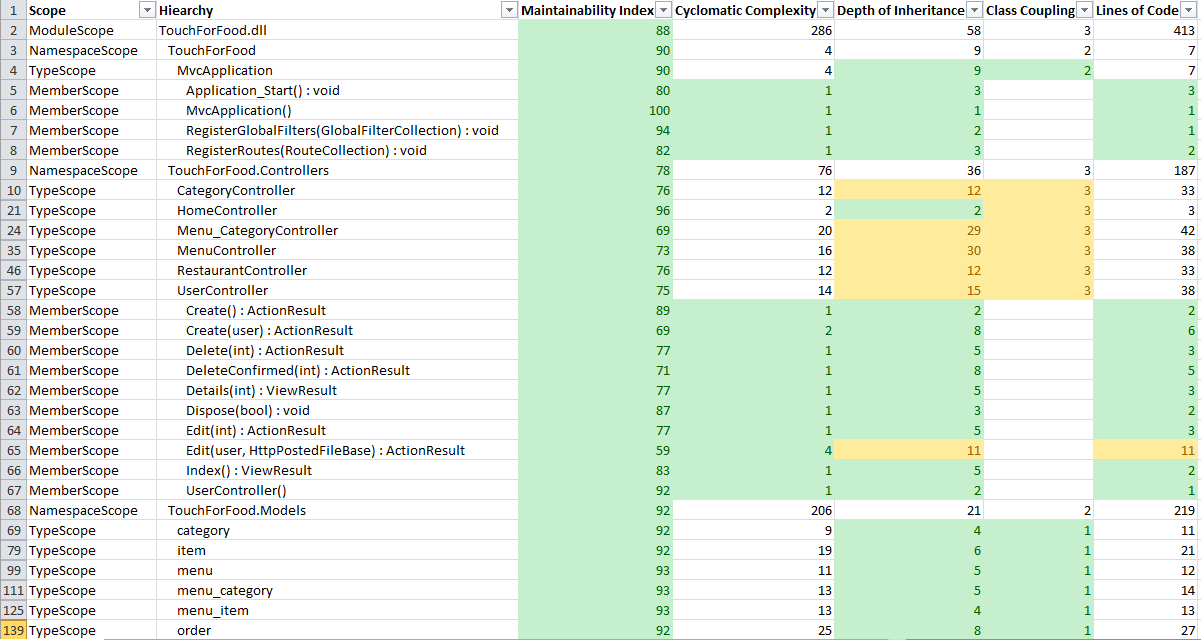 1 Scope Hiearchy Maintainability Index Cyclomatic Complexity Depth of Inheritance Class Coupling Lines of Code
2 ModuleScope TouchForFood.dll 88 286 58 3 413
3 NamespaceScope TouchForFood 90 4 9 2 7
4 TypeScope MvcApplication 90 4 9 2 7
5 MemberScope Application_Start() : void 80 1 3 3
6 MemberScope MvcApplication() 100 1 1 1
7 MemberScope RegisterGlobalFilters(GlobalFilterCollection) : void 94 1 2 1
8 MemberScope RegisterRoutes(RouteCollection) : void 82 1 3 2
9 NamespaceScope TouchForFood.Controllers 78 76 36 3 187
10 TypeScope CategoryController 76 12 12 3 33
21 TypeScope HomeController 96 2 2 3 3
24 TypeScope Menu_CategoryController 69 20 29 3 42
35 TypeScope MenuController 73 16 30 3 38
46 TypeScope RestaurantController 76 12 12 3 33
57 TypeScope UserController 75 14 15 3 38
58 MemberScope Create() : ActionResult 89 1 2 2
59 MemberScope Create(user) : ActionResult 69 2 8 6
60 MemberScope Delete(int) : ActionResult 77 1 5 3
61 MemberScope DeleteConfirmed(int) : ActionResult 71 1 8 5
62 MemberScope Details(int) : ViewResult 77 1 5 3
63 MemberScope Dispose(bool) : void 87 1 3 2
64 MemberScope Edit(int) : ActionResult 77 1 5 3
65 MemberScope Edit(user, HttpPostedFileBase) : ActionResult 59 4 11 11
66 MemberScope Index() : ViewResult 83 1 5 2
67 MemberScope UserController() 92 1 2 1
68 NamespaceScope TouchForFood.Models 92 206 21 2 219
69 TypeScope category 92 9 4 1 11
79 TypeScope item 92 19 6 1 21
99 TypeScope menu 93 11 5 1 12
111 TypeScope menu_category 93 13 5 1 14
125 TypeScope menu_item 93 13 4 1 13
139 TypeScope order 92 25 8 1 27